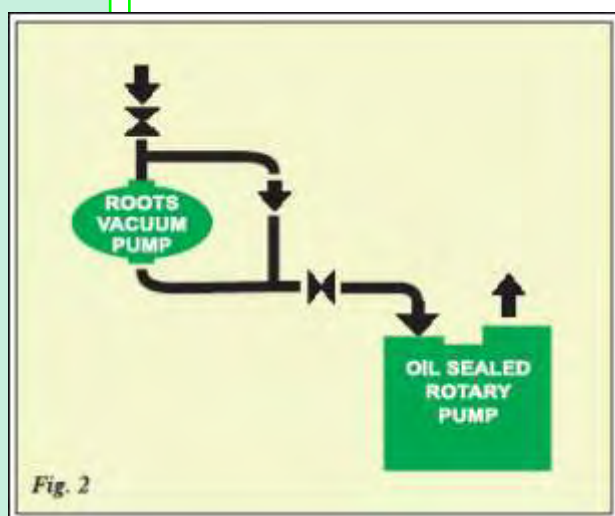 ROOTS
VACUUM
PUMP
OIL SEALED
ROTARY
PUMP
Fig. 2